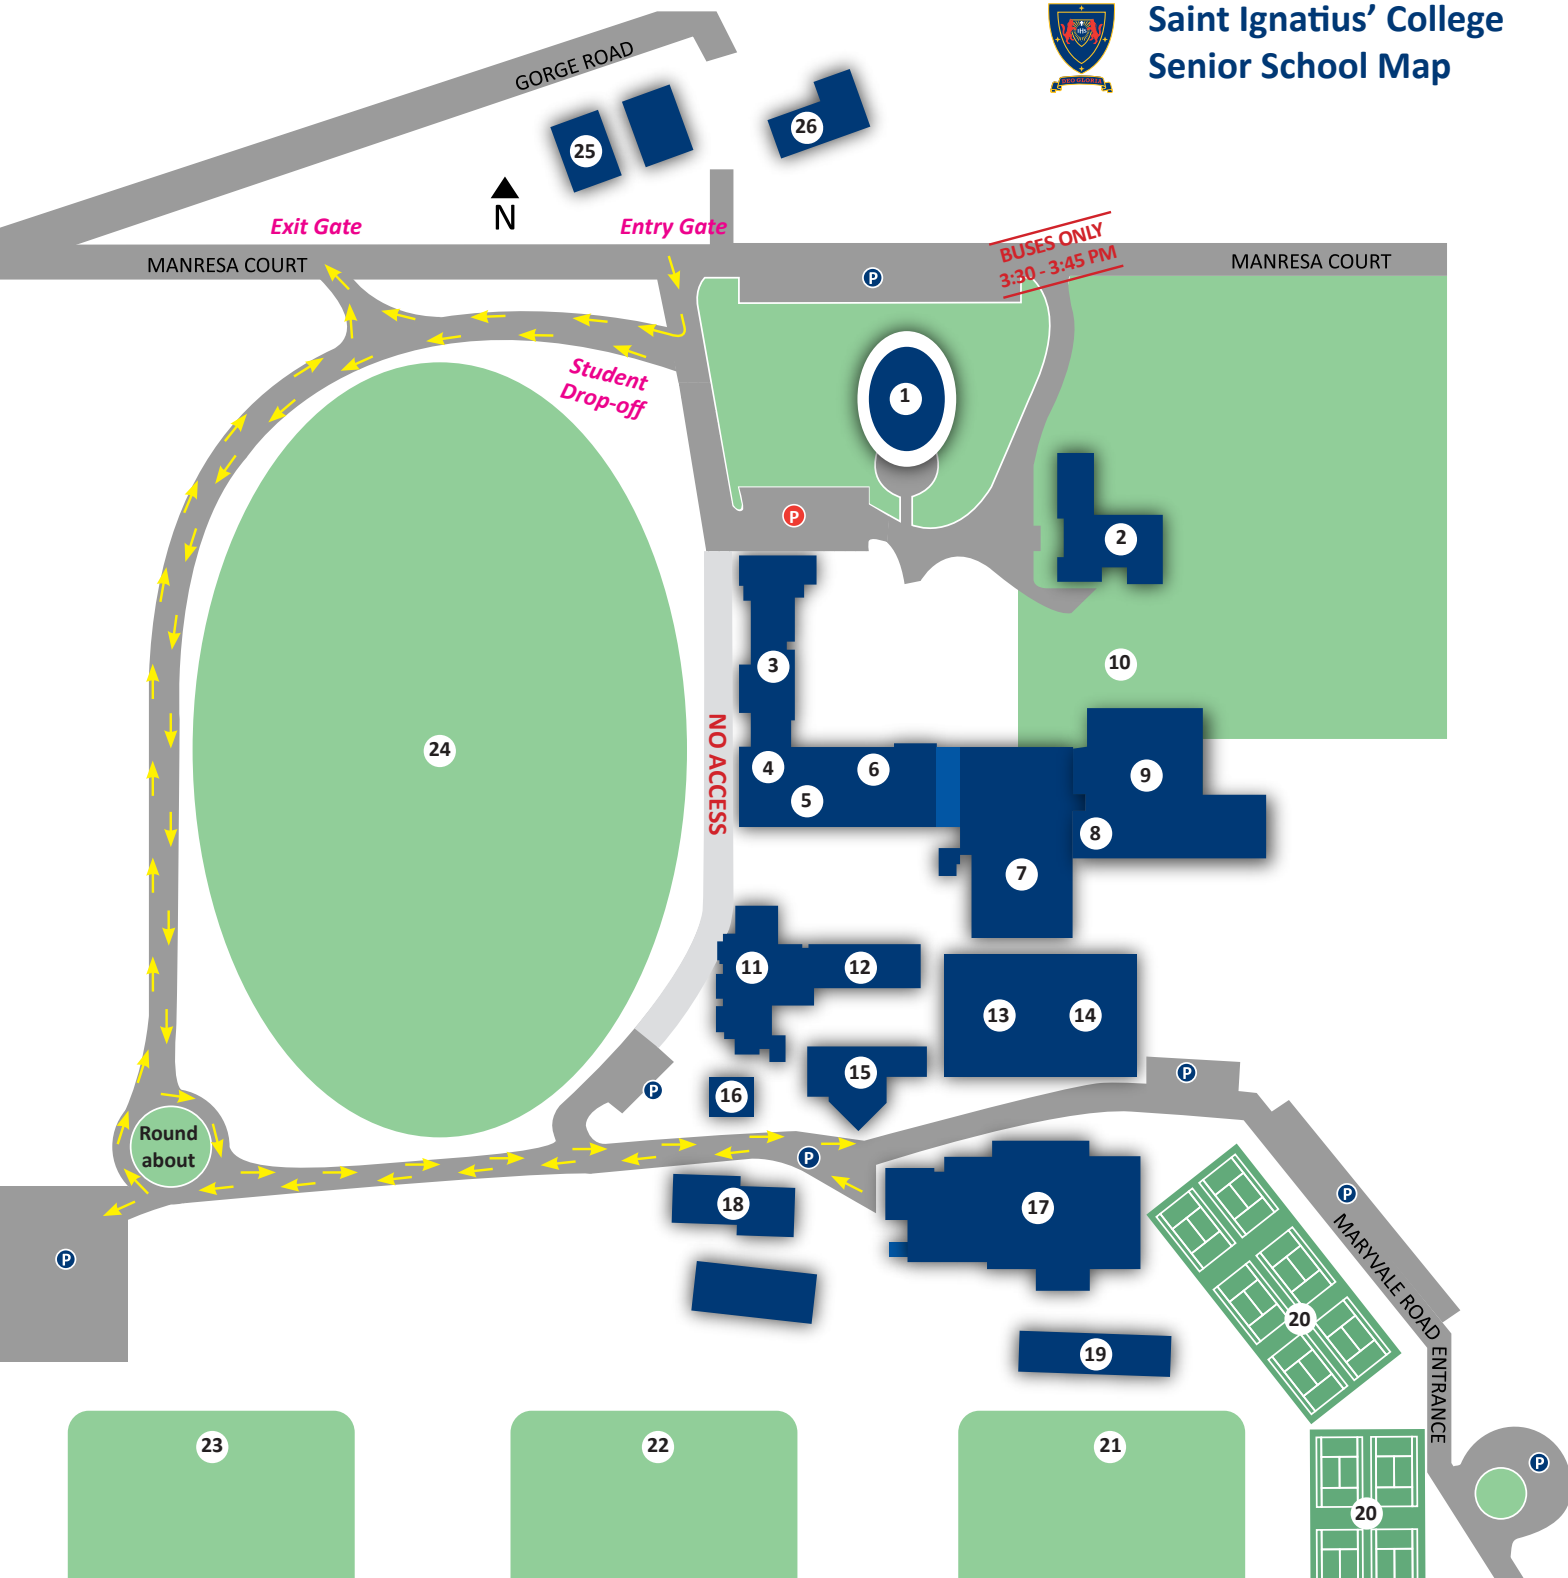 Saint Ignatius' College
Senior School Map
IHS
DEO GLORIA
GORGE ROAD
25
26
N
Exit Gate
Entry Gate
MANRESA COURT
BUSES ONLY
3:30 - 3:45 PM
MANRESA COURT
P
Student
Drop-off
1
P
2
3
10
NO ACCESS
24
4
6
5
9
8
7
11
12
13
14
15
P
P
16
Round
about
P
18
17
P
MARYVALE ROAD ENTRANCE
P
20
19
23
22
21
P
20